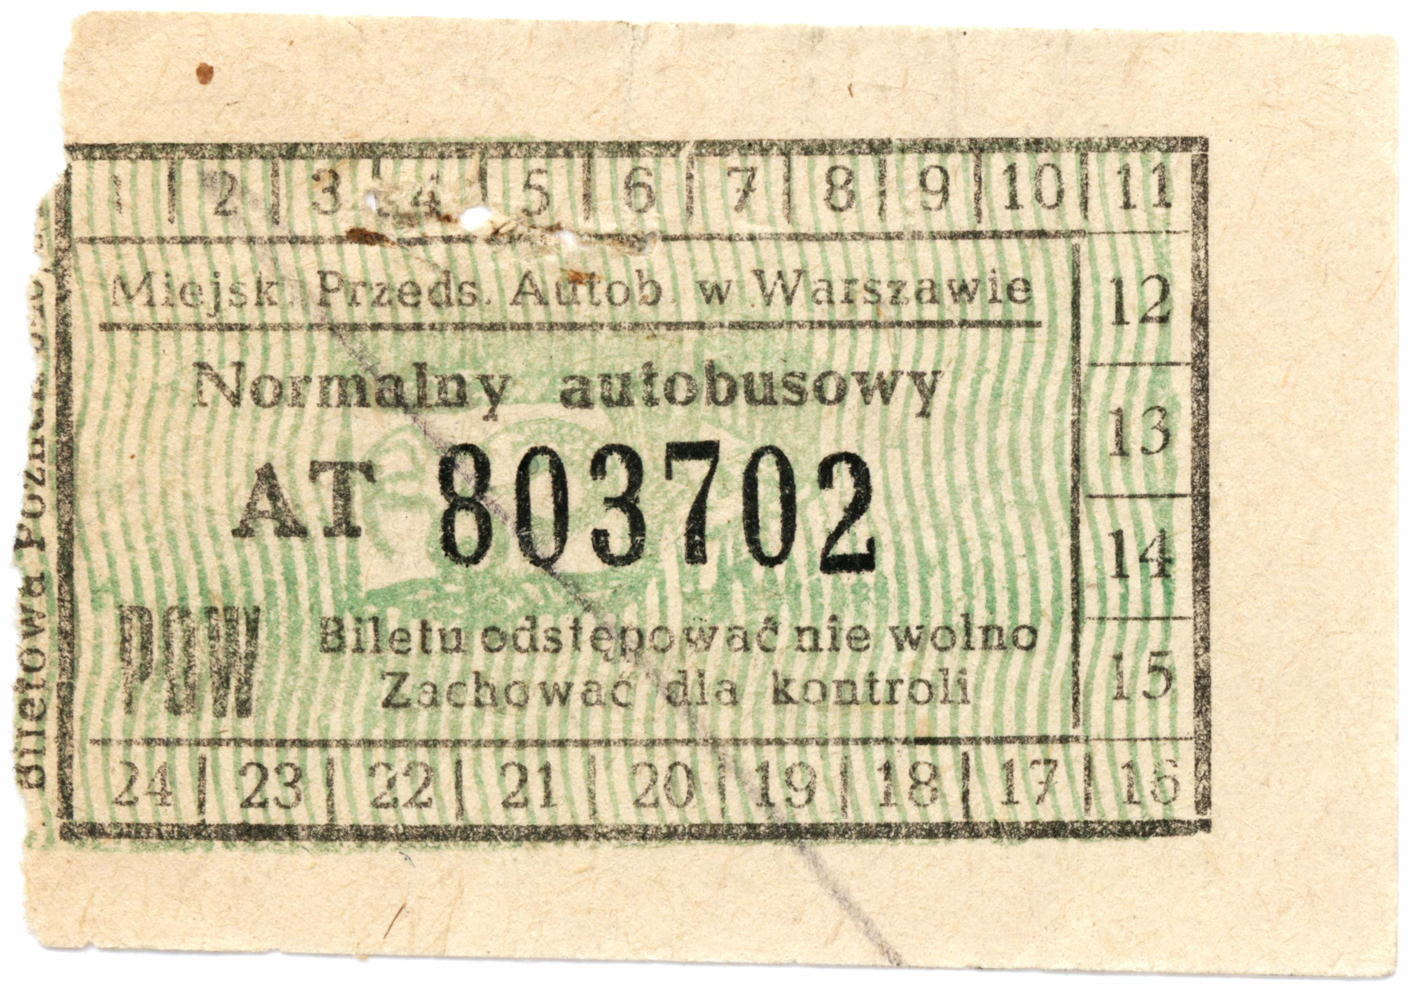 1 2 3 4 5 6 7 8 9 10 11
Miejsk. Przeds. Autob. w Warszawie
12
Normalny autobusowy
13
AT 803702
14
POW Biletu odstępować nie wolno
Zachować dla kontroli
15
24 23 22 21 20 19 18 17 16
Biletowa